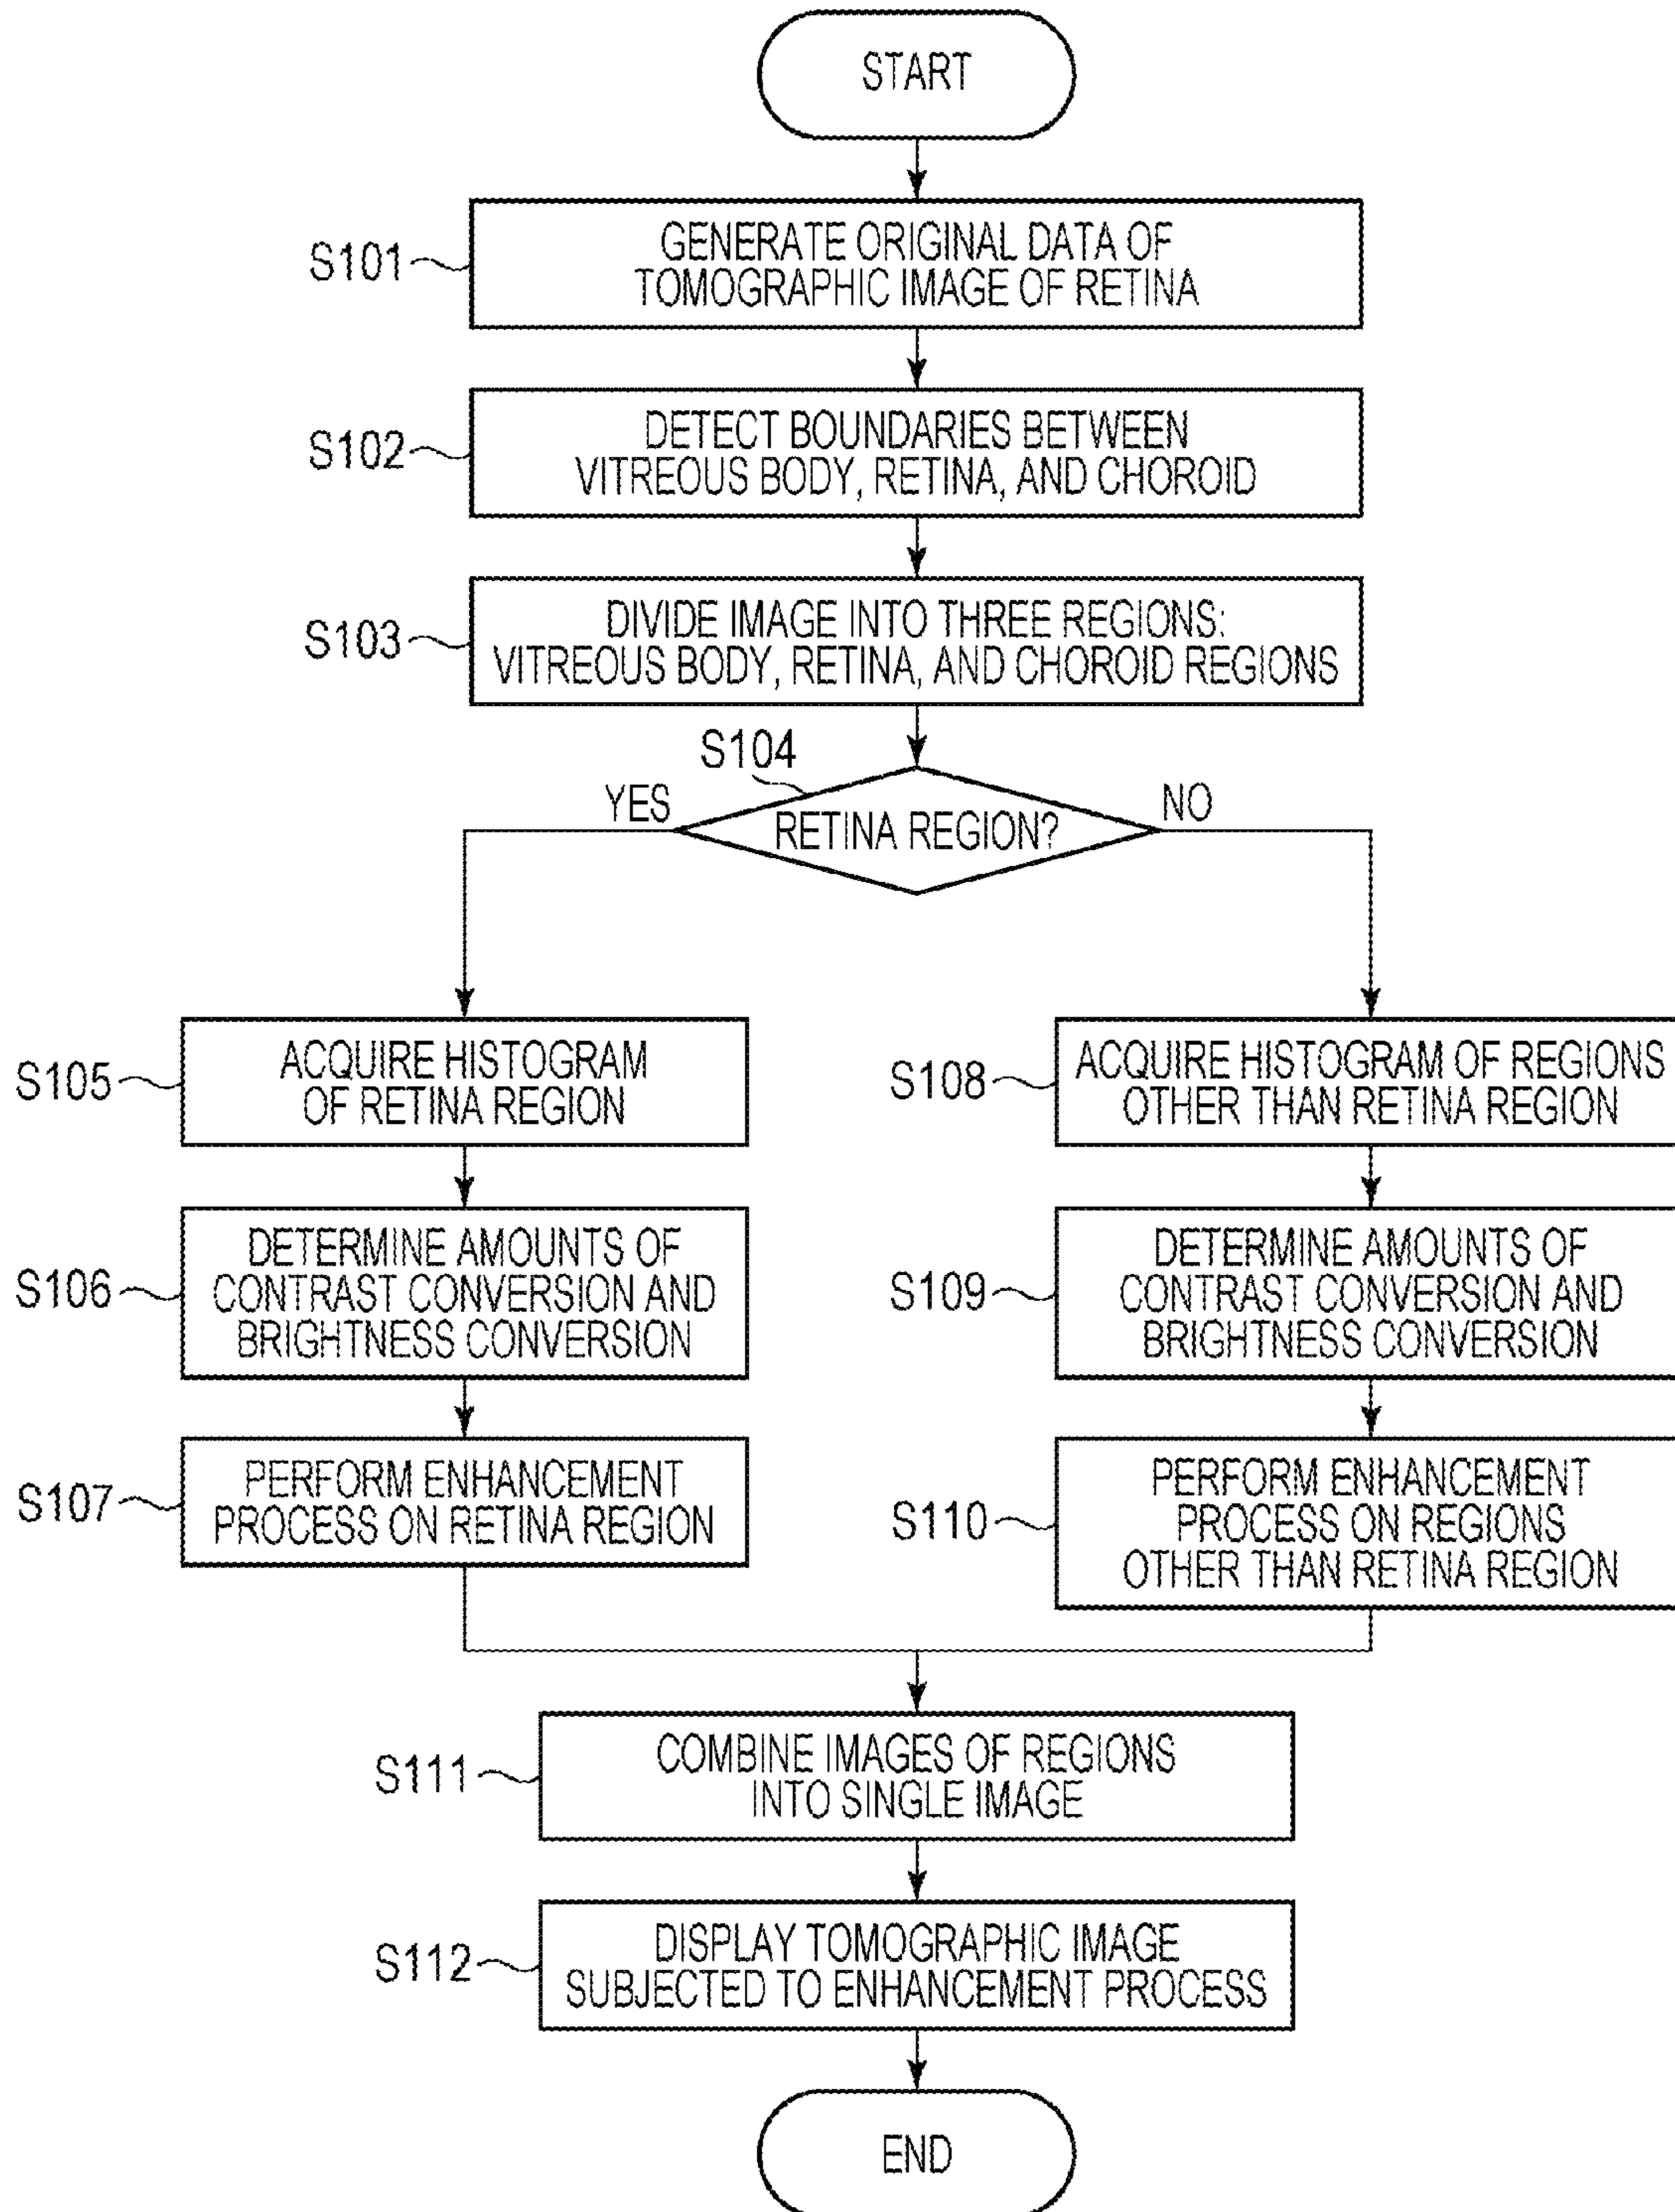 START
S101
GENERATE ORIGINAL DATA OF
TOMOGRAPHIC IMAGE OF RETINA
S102
DETECT BOUNDARIES BETWEEN
VITREOUS BODY, RETINA, AND CHOROID
S103
DIVIDE IMAGE INTO THREE REGIONS:
VITREOUS BODY, RETINA, AND CHOROID REGIONS
S104
YES
RETINA REGION?
NO
S105
ACQUIRE HISTOGRAM
OF RETINA REGION
S106
DETERMINE AMOUNTS OF
CONTRAST CONVERSION AND
BRIGHTNESS CONVERSION
S107
PERFORM ENHANCEMENT
PROCESS ON RETINA REGION
S108
ACQUIRE HISTOGRAM OF REGIONS
OTHER THAN RETINA REGION
S109
DETERMINE AMOUNTS OF
CONTRAST CONVERSION AND
BRIGHTNESS CONVERSION
S110
PERFORM ENHANCEMENT
PROCESS ON REGIONS
OTHER THAN RETINA REGION
S111
COMBINE IMAGES OF REGIONS
INTO SINGLE IMAGE
S112
DISPLAY TOMOGRAPHIC IMAGE
SUBJECTED TO ENHANCEMENT PROCESS
END